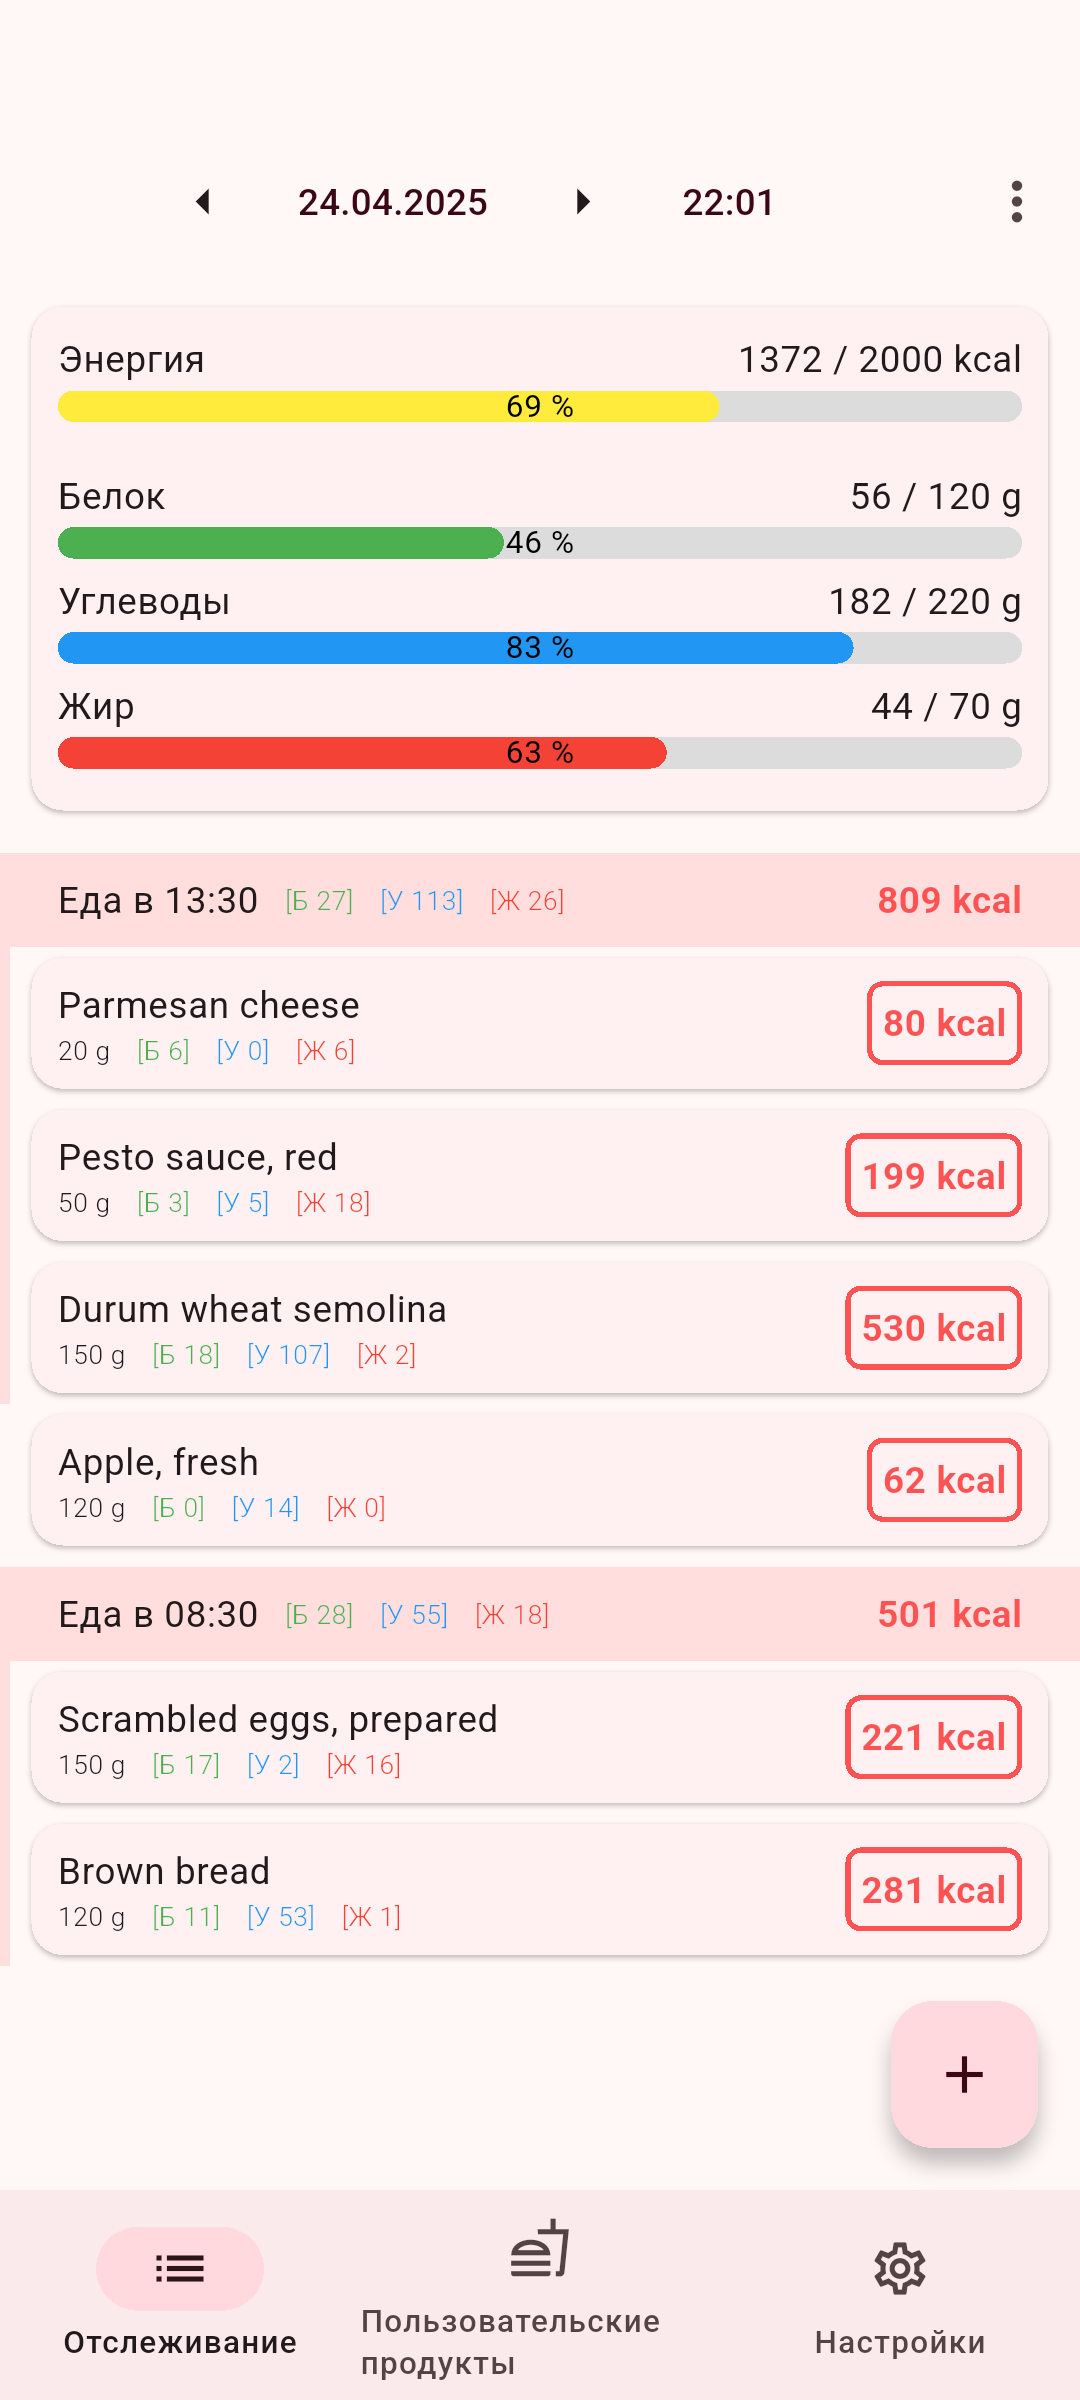 24.04.2025 22:01
Энергия 1372 / 2000 kcal
69 %
Белок 56 / 120 g
46 %
Углеводы 182 / 220 g
83 %
Жир 44 / 70 g
63 %
Еда в 13:30 [Б 27] [У 113] [Ж 26] 809 kcal
Parmesan cheese
20 g [Б 6] [У 0] [Ж 6]
80 kcal
Pesto sauce, red
50 g [Б 3] [У 5] [Ж 18]
199 kcal
Durum wheat semolina
150 g [Б 18] [У 107] [Ж 2]
530 kcal
Apple, fresh
120 g [Б 0] [У 14] [Ж 0]
62 kcal
Еда в 08:30 [Б 28] [У 55] [Ж 18] 501 kcal
Scrambled eggs, prepared
150 g [Б 17] [У 2] [Ж 16]
221 kcal
Brown bread
120 g [Б 11] [У 53] [Ж 1]
281 kcal
Отслеживание
Пользовательские
продукты
Настройки